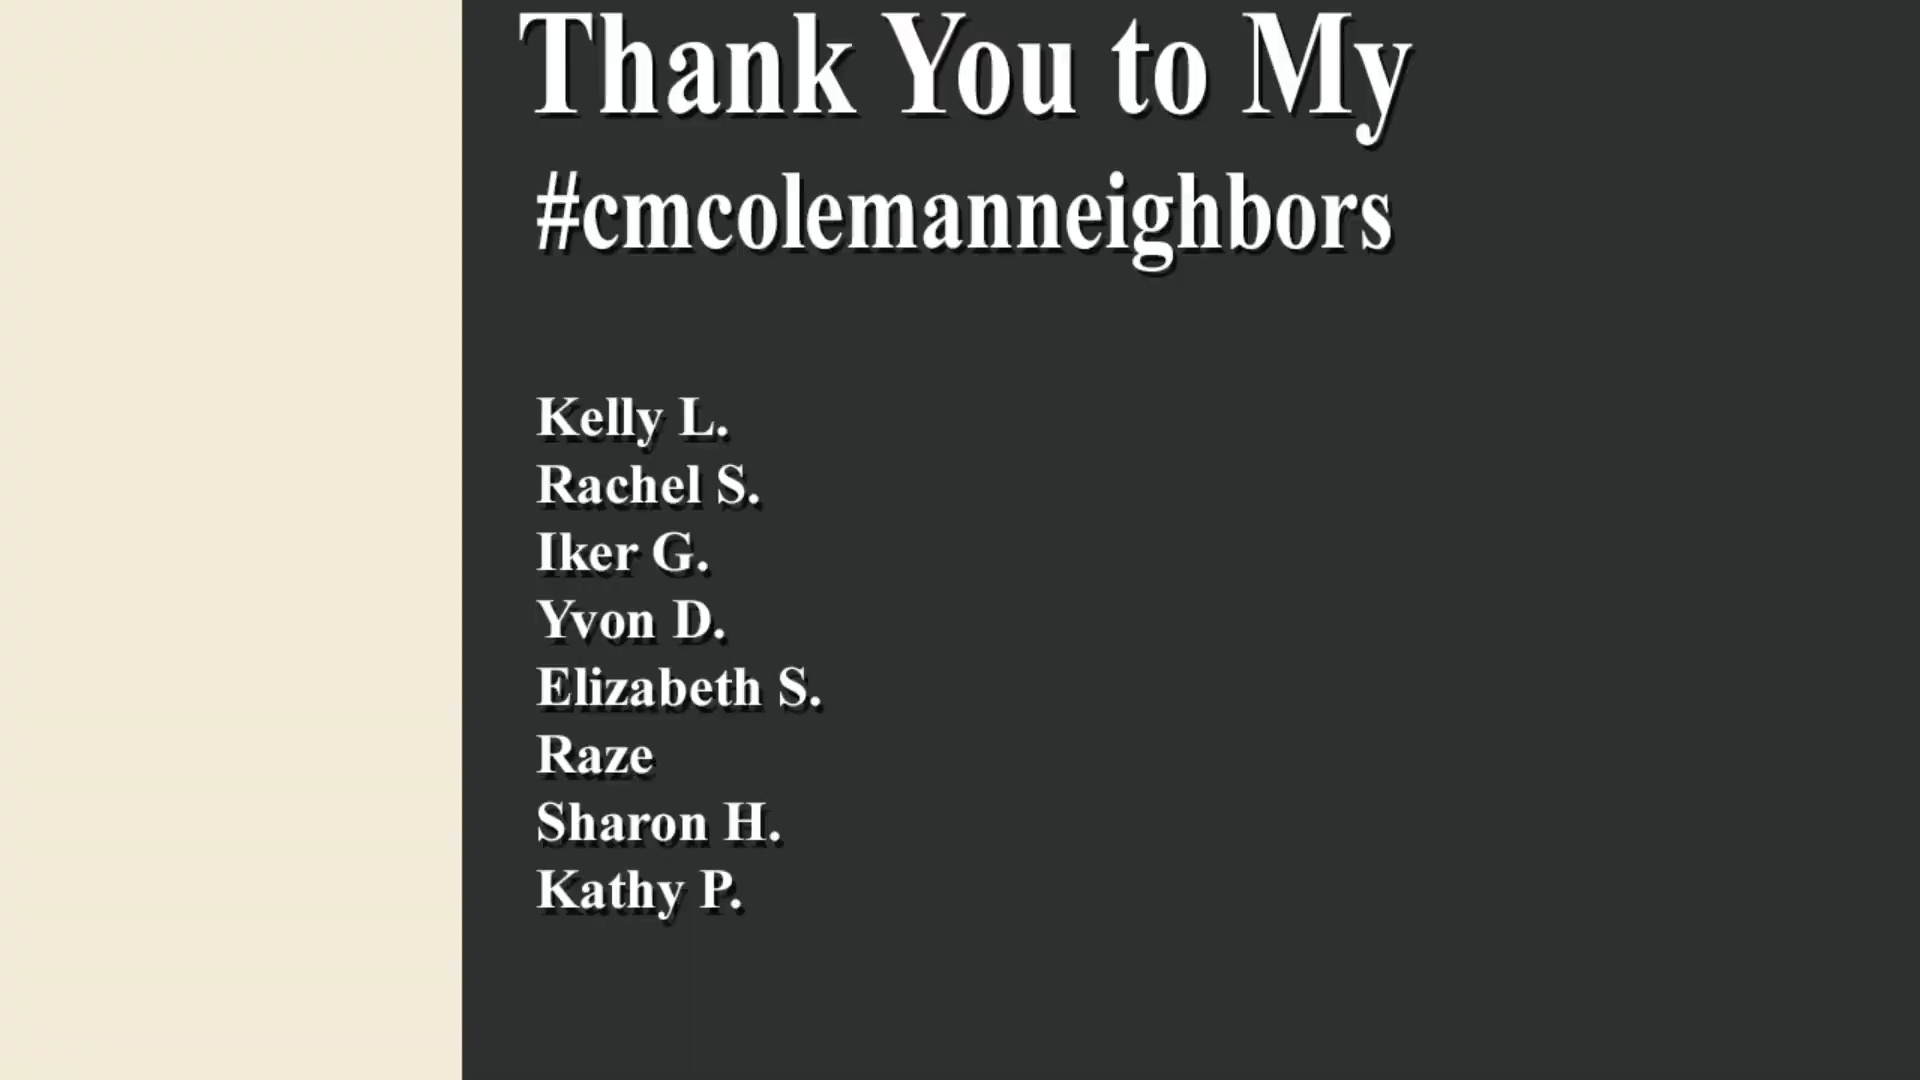 Thank You to My
#cmcolemanneighbors
Kelly L.
Rachel S.
Iker G.
Yvon D.
Elizabeth S.
Raze
Sharon H.
Kathy P.